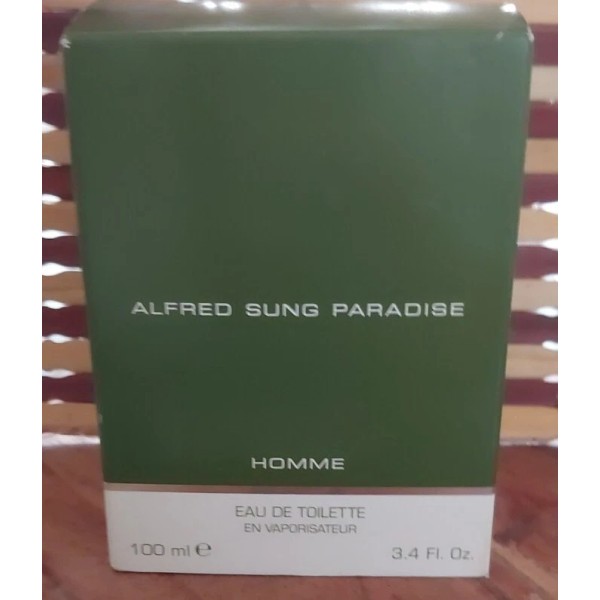 ALFRED SUNG PARADISE
HOMME
EAU DE TOILETTE
EN VAPORISATEUR
100 ml ℮ 3.4 Fl. Oz.